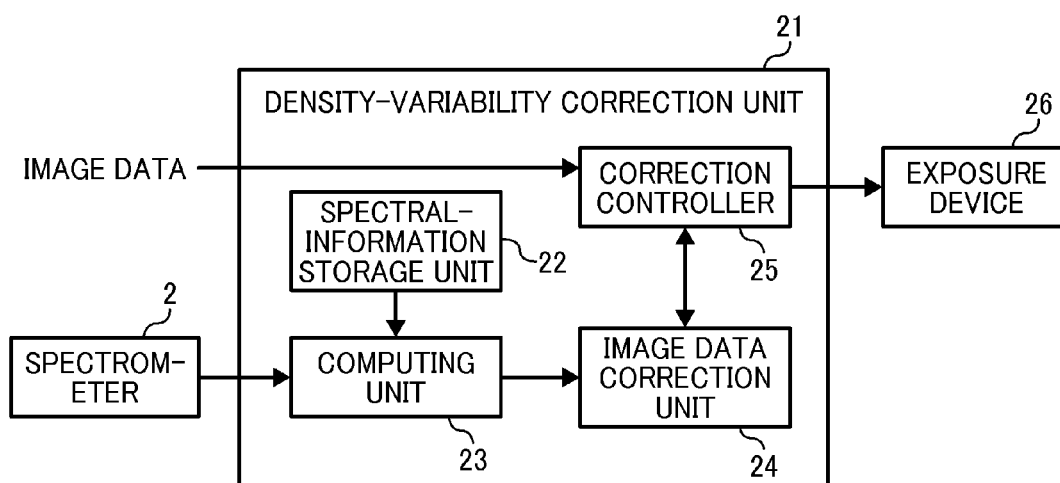 21
DENSITY-VARIABILITY CORRECTION UNIT
26
IMAGE DATA
CORRECTION
CONTROLLER
25
EXPOSURE
DEVICE
SPECTRAL-
INFORMATION
STORAGE UNIT
22
2
SPECTROM-
ETER
COMPUTING
UNIT
23
IMAGE DATA
CORRECTION
UNIT
24